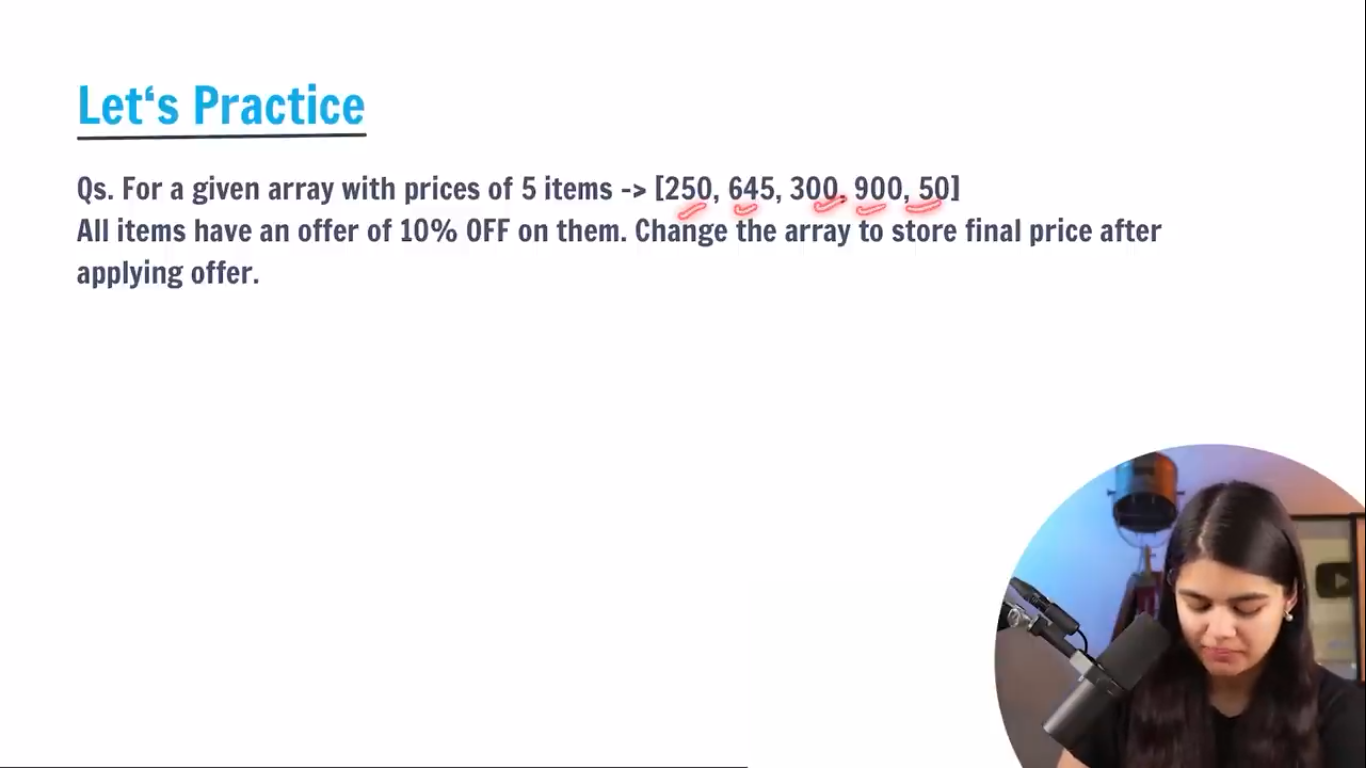 Let‘s Practice
Qs. For a given array with prices of 5 items -> [250, 645, 300, 900, 50]
All items have an offer of 10% OFF on them. Change the array to store final price after
applying offer.